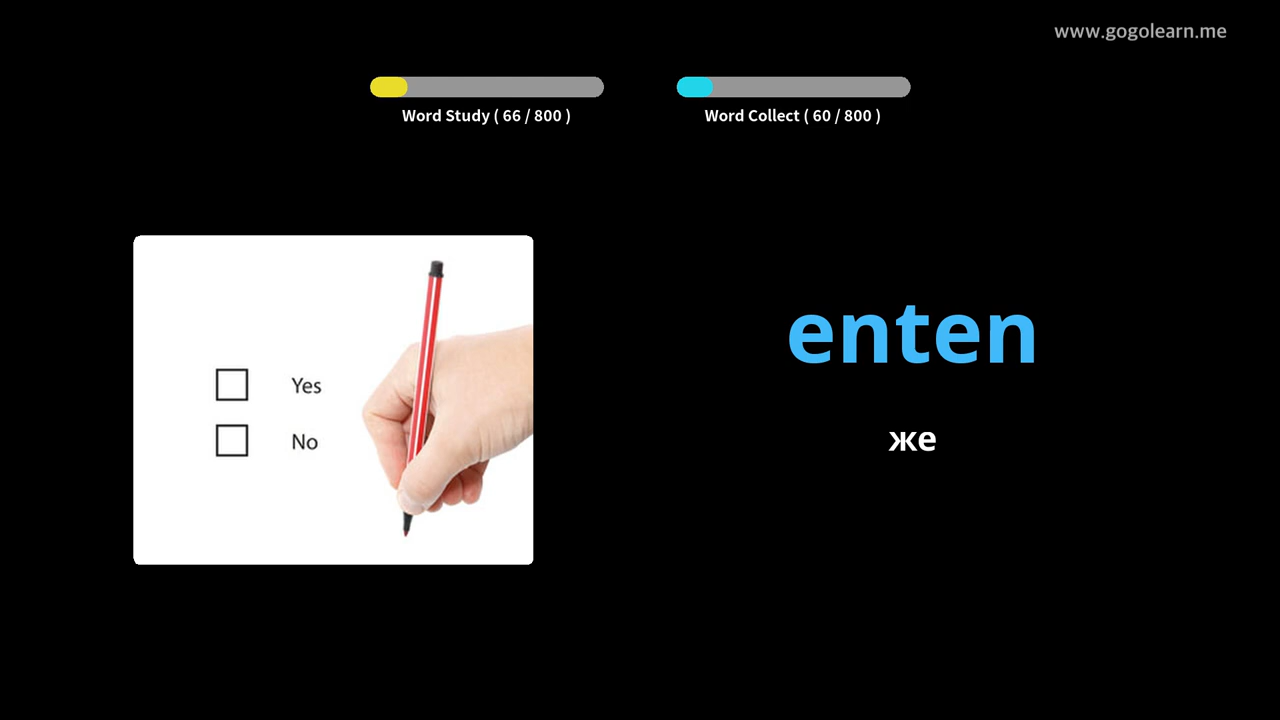 www.gogolearn.me
Word Study ( 66 / 800 )
Word Collect ( 60 / 800 )
Yes
No
enten
же